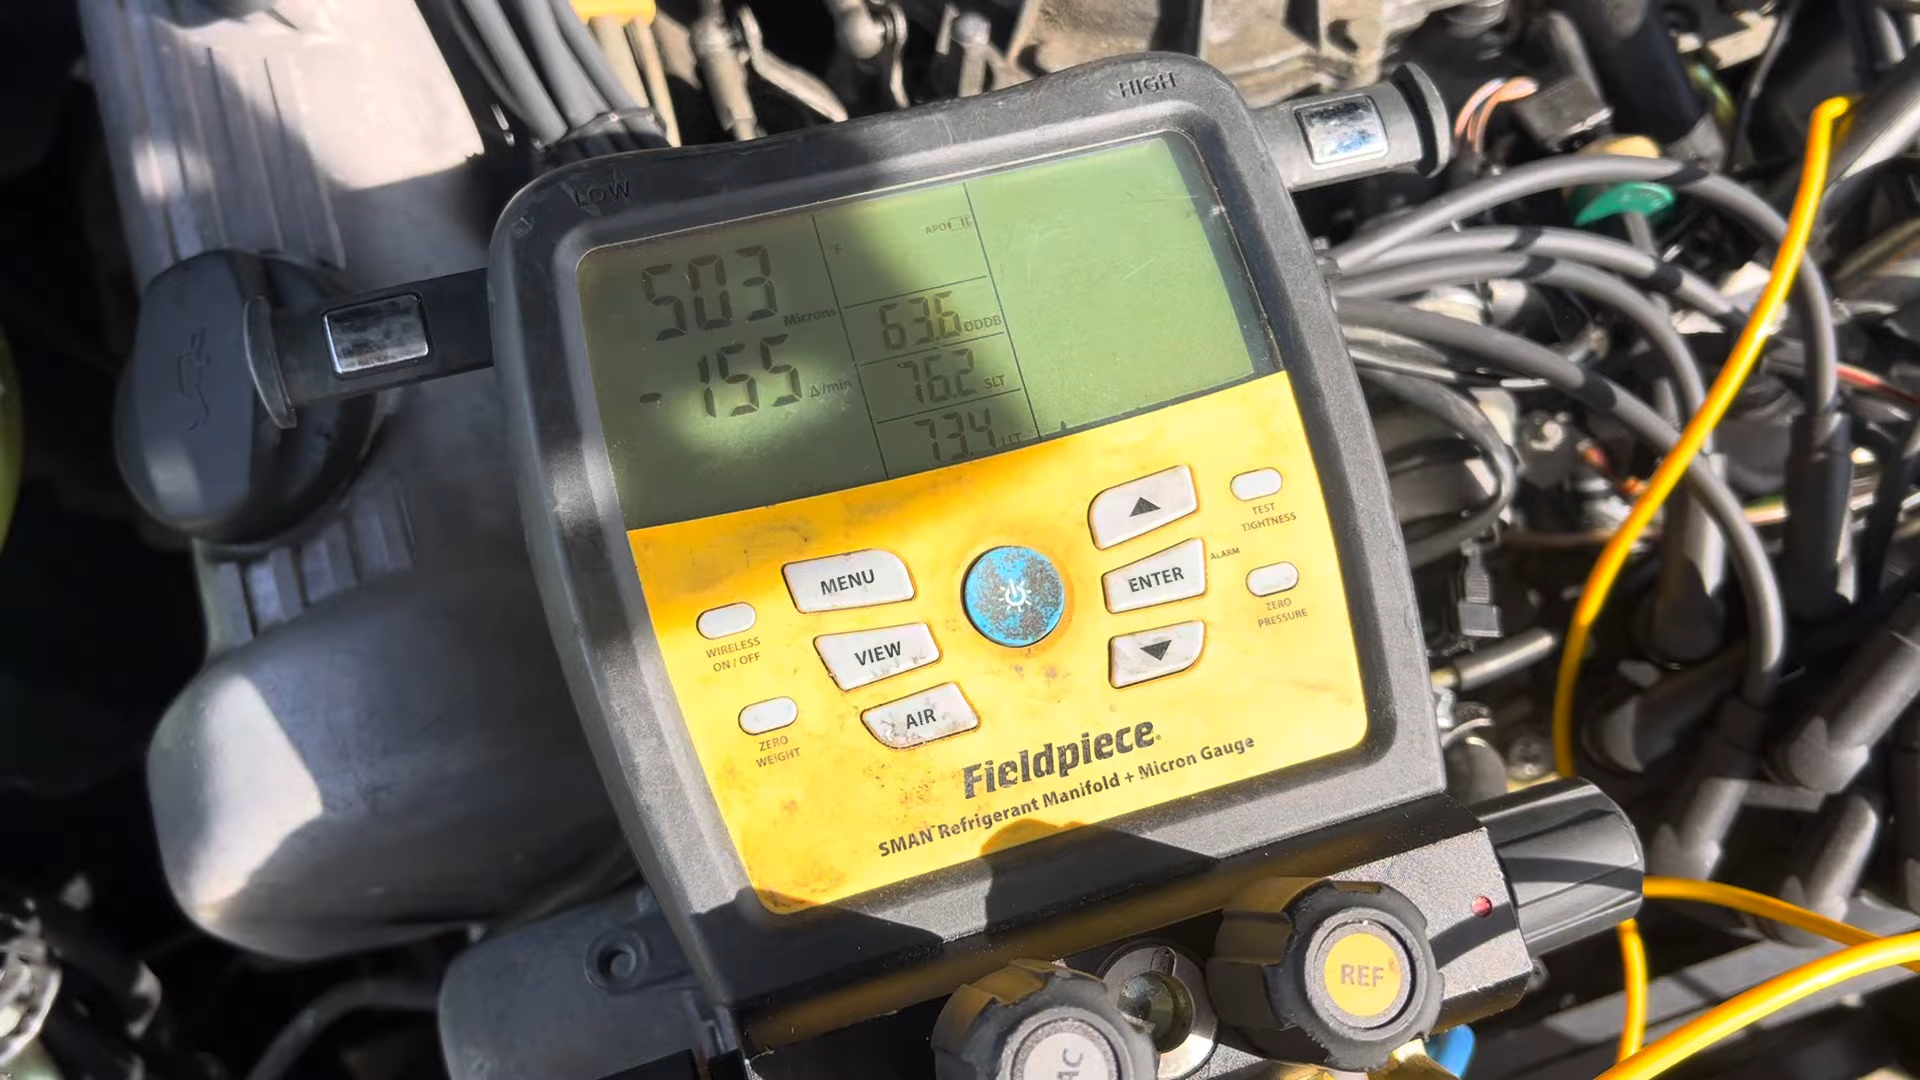 LOW
HIGH
APO
503 Microns
-155 Δ/min
°F
63.6 ODDB
76.2 SLT
73.4 LLT
MENU
VIEW
AIR
WIRELESS
ON / OFF
ZERO
WEIGHT
ENTER
ALARM
TEST
TIGHTNESS
ZERO
PRESSURE
Fieldpiece
SMAN Refrigerant Manifold + Micron Gauge
REF